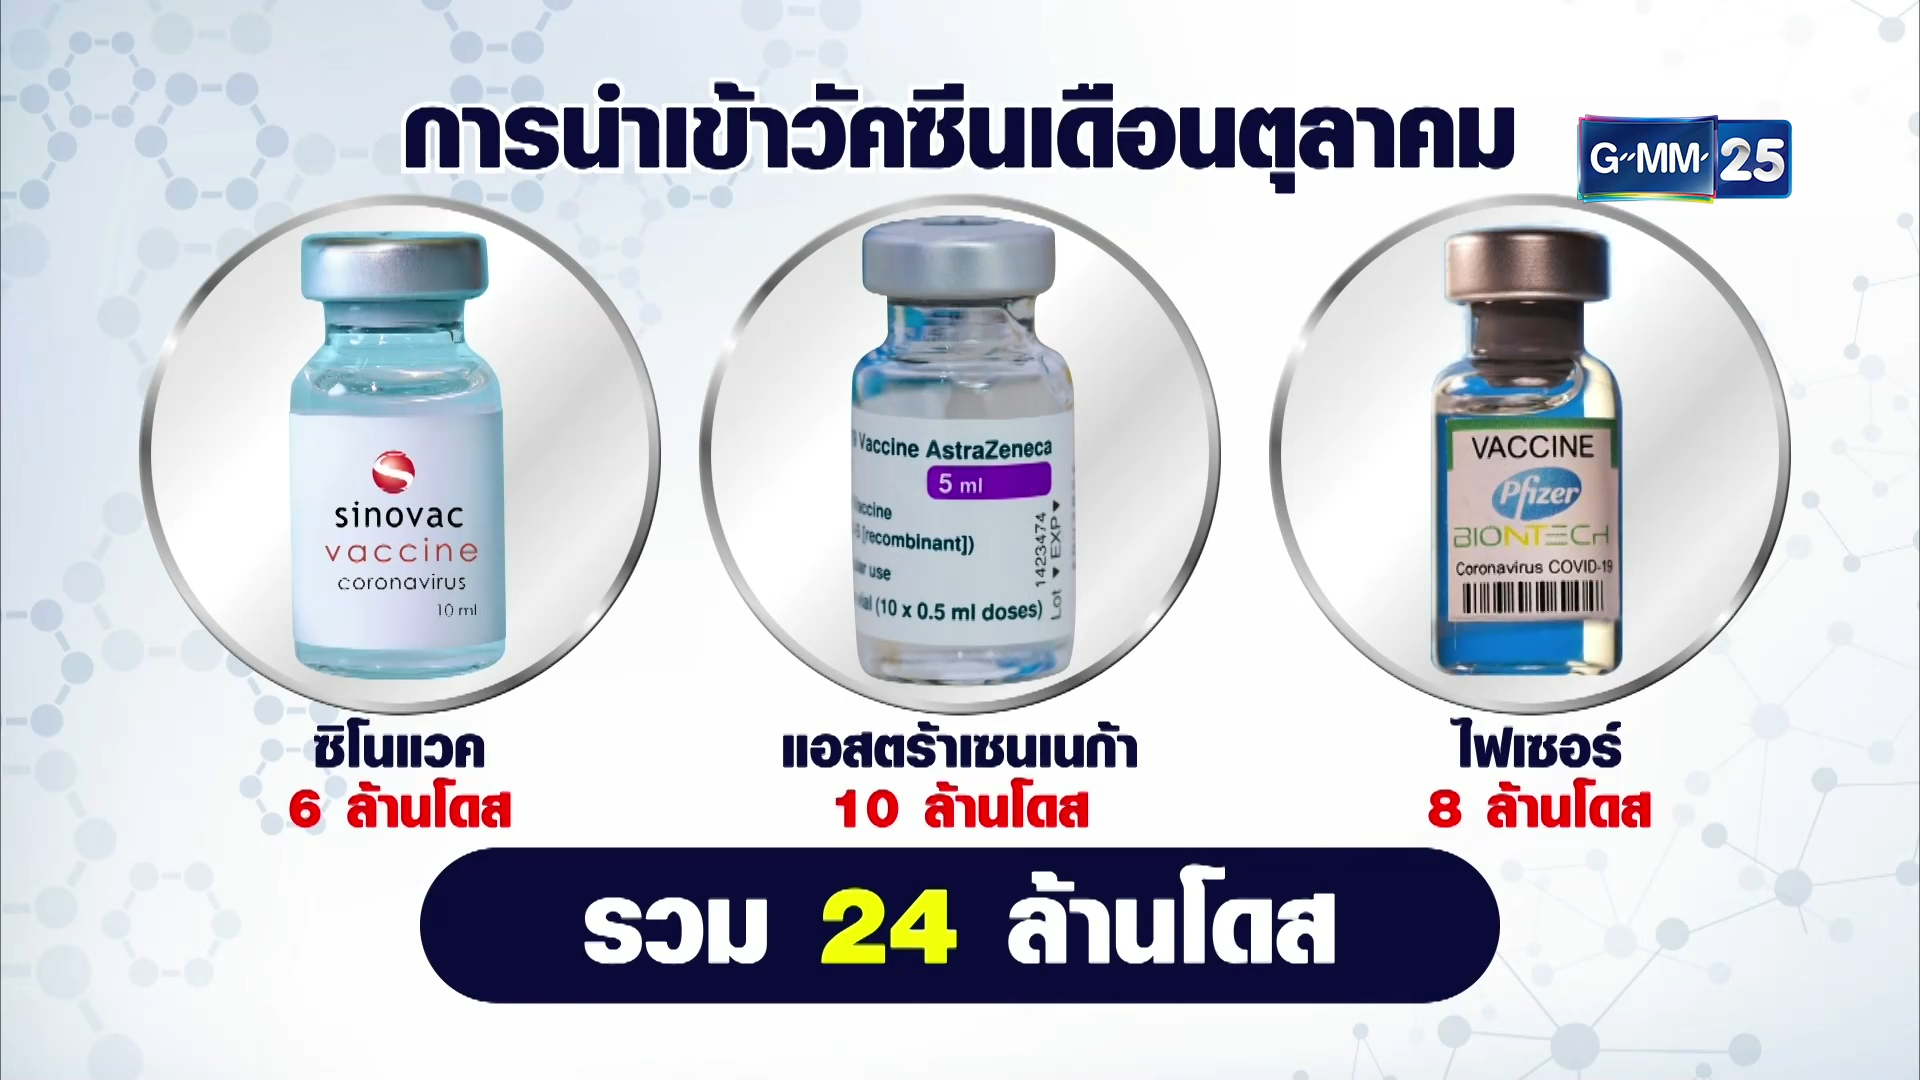 การนำเข้าวัคซีนเดือนตุลาคม
GMM 25
sinovac
vaccine
coronavirus
10 ml
Vaccine AstraZeneca
5 ml
[recombinant])
use
(10 x 0.5 ml doses)
Lot EXP
1423474
VACCINE
Pfizer
BIONTECH
Coronavirus COVID-19
ซิโนแวค
6 ล้านโดส
แอสตร้าเซนเนก้า
10 ล้านโดส
ไฟเซอร์
8 ล้านโดส
รวม 24 ล้านโดส